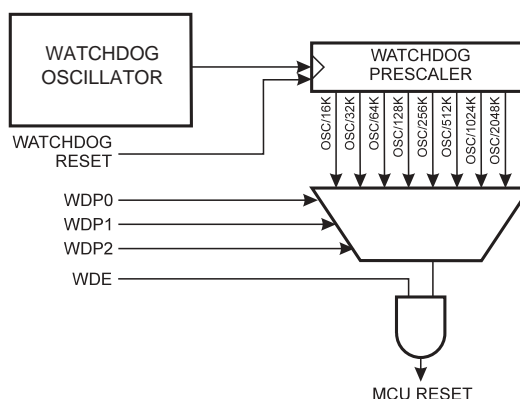 WATCHDOG
OSCILLATOR
WATCHDOG
PRESCALER
WATCHDOG
RESET
OSC/16K
OSC/32K
OSC/64K
OSC/128K
OSC/256K
OSC/512K
OSC/1024K
OSC/2048K
WDP0
WDP1
WDP2
WDE
MCU RESET